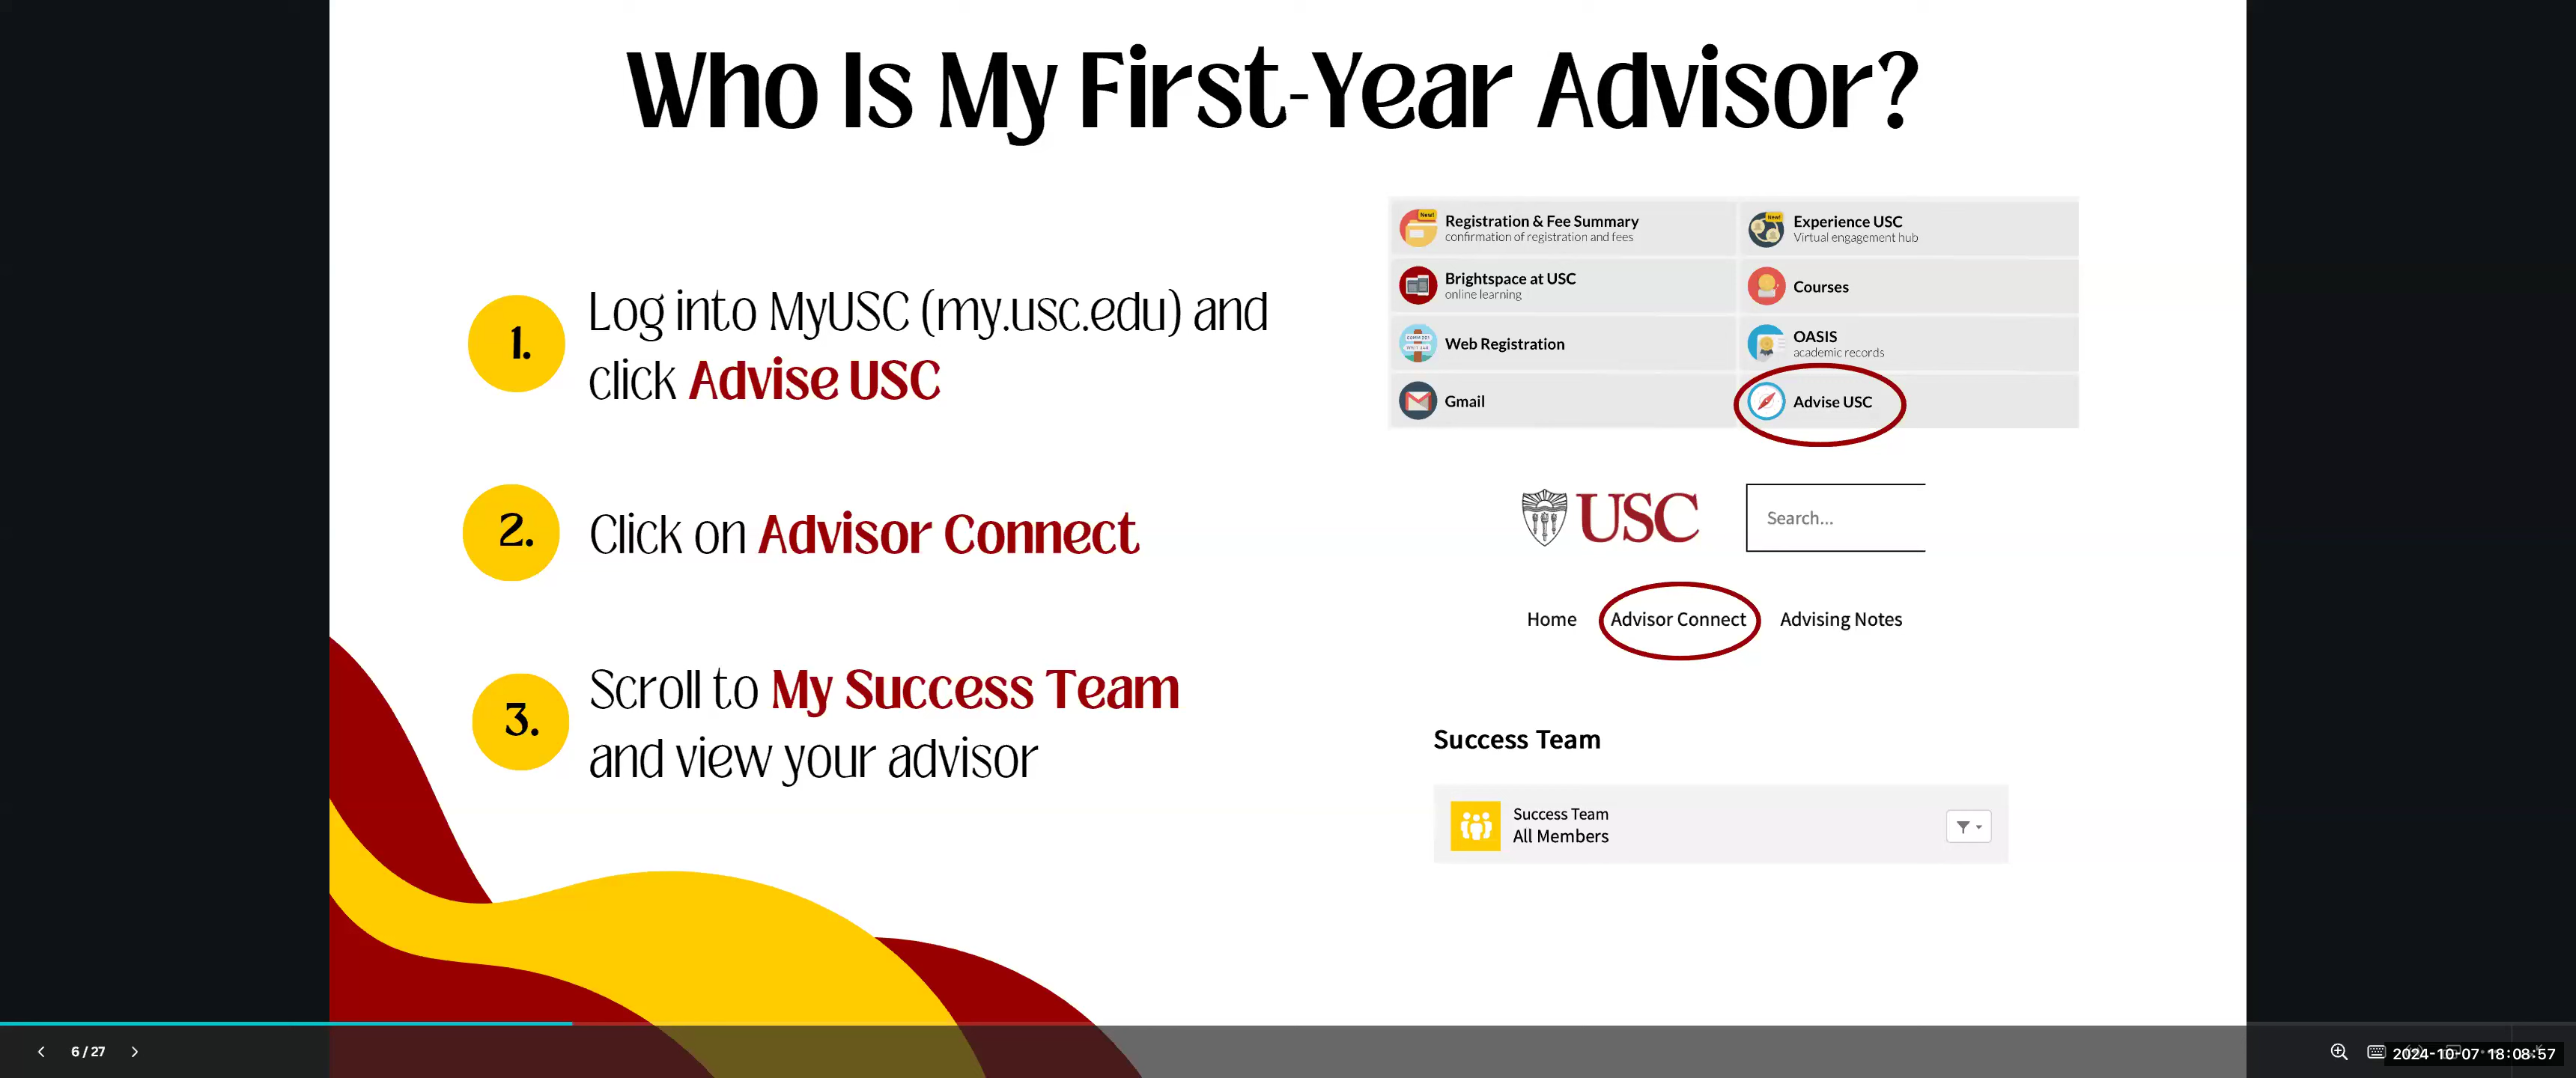 Who Is My First-Year Advisor?
1.
Log into MyUSC (my.usc.edu) and
click Advise USC
2.
Click on Advisor Connect
3.
Scroll to My Success Team
and view your advisor
New!
Registration & Fee Summary
confirmation of registration and fees
New!
Experience USC
Virtual engagement hub
Brightspace at USC
online learning
Courses
Web Registration
OASIS
academic records
Gmail
Advise USC
USC
Search...
Home
Advisor Connect
Advising Notes
Success Team
Success Team
All Members
6 / 27
2024-10-07 18:08:57